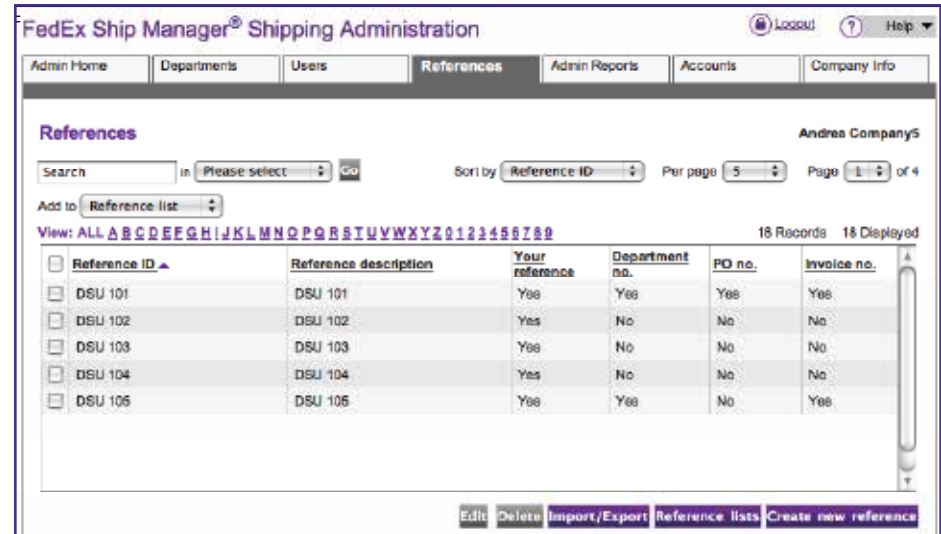 FedEx Ship Manager® Shipping Administration Logout ? Help
Admin Home Departments Users References Admin Reports Accounts Company Info
References Andrea Company5
Search in Please select Go Sort by Reference ID Per page 5 Page 1 of 4
Add to Reference list
View: ALL A B C D E F G H I J K L M N O P Q R S T U V W X Y Z 0 1 2 3 4 5 6 7 8 9 18 Records 18 Displayed
Reference ID Reference description Your reference Department no. PO no. Invoice no.
DSU 101 DSU 101 Yes Yes Yes Yes
DSU 102 DSU 102 Yes No No No
DSU 103 DSU 103 Yes No No No
DSU 104 DSU 104 Yes No No No
DSU 105 DSU 105 Yes Yes No Yes
Edit Delete Import/Export Reference lists Create new reference